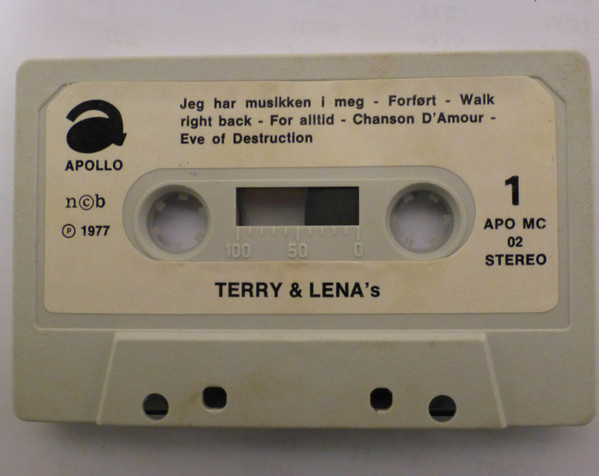 Jeg har musikken i meg - Forført - Walk
right back - For alltid - Chanson D'Amour -
Eve of Destruction
a
APOLLO
n©b
℗ 1977
1
APO MC
02
STEREO
100 50 0
TERRY & LENA's